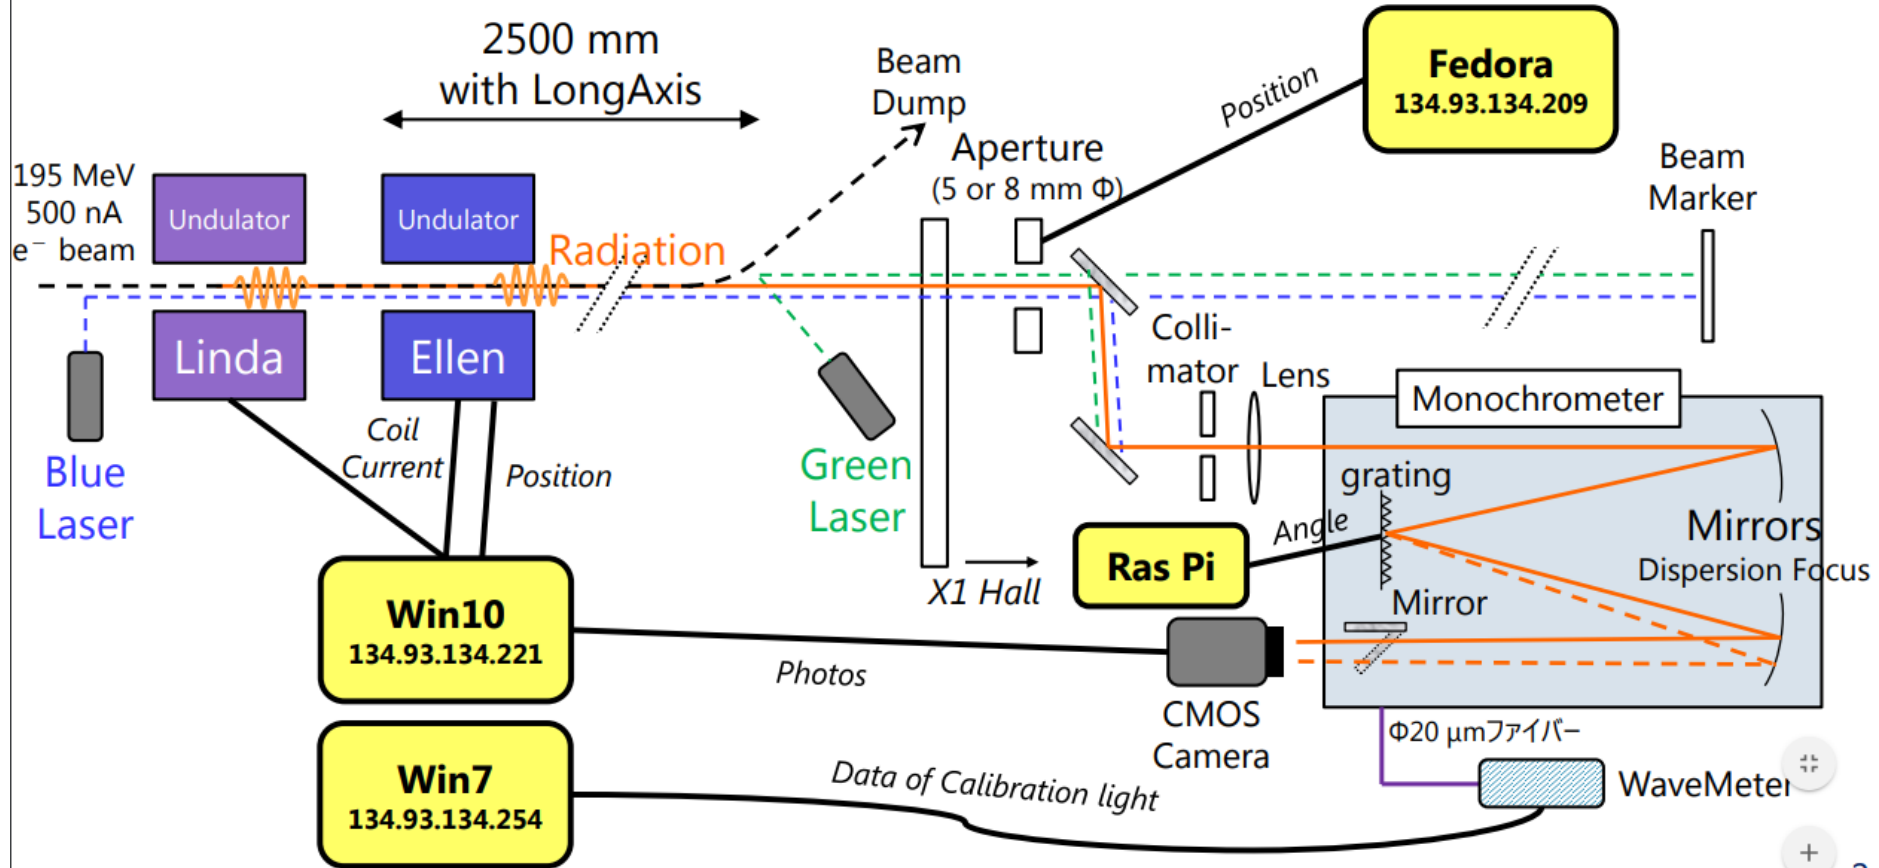 2500 mm
with LongAxis
Beam
Dump
Position
Fedora
134.93.134.209
Aperture
(5 or 8 mm Φ)
Beam
Marker
195 MeV
500 nA
e⁻ beam
Undulator
Undulator
Radiation
Linda
Ellen
Colli-
mator
Lens
Monochrometer
Coil
Current
Position
Blue
Laser
Green
Laser
grating
Angle
Mirrors
Dispersion Focus
Ras Pi
X1 Hall
Mirror
Win10
134.93.134.221
Photos
CMOS
Camera
Φ20 μmファイバー
Win7
134.93.134.254
Data of Calibration light
WaveMeter